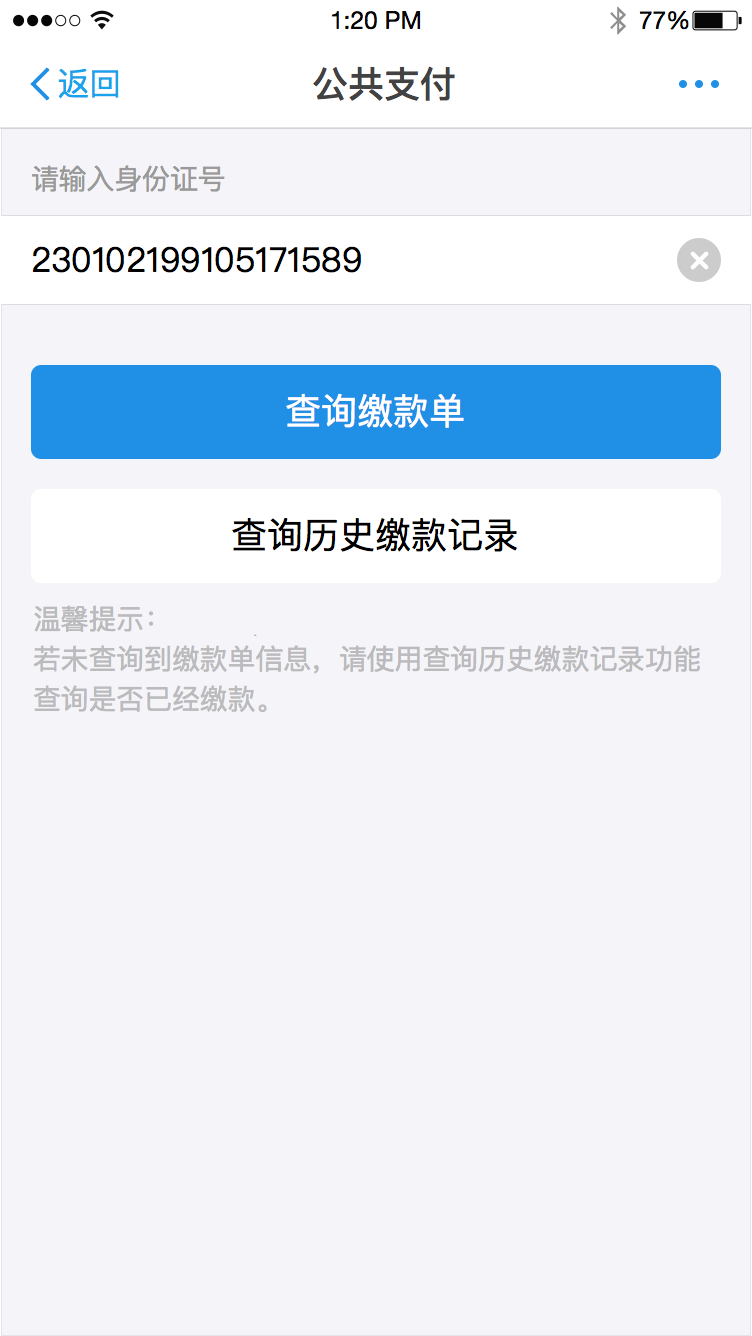 1:20 PM
77%
返回
公共支付
请输入身份证号
230102199105171589
查询缴款单
查询历史缴款记录
温馨提示：
若未查询到缴款单信息，请使用查询历史缴款记录功能
查询是否已经缴款。